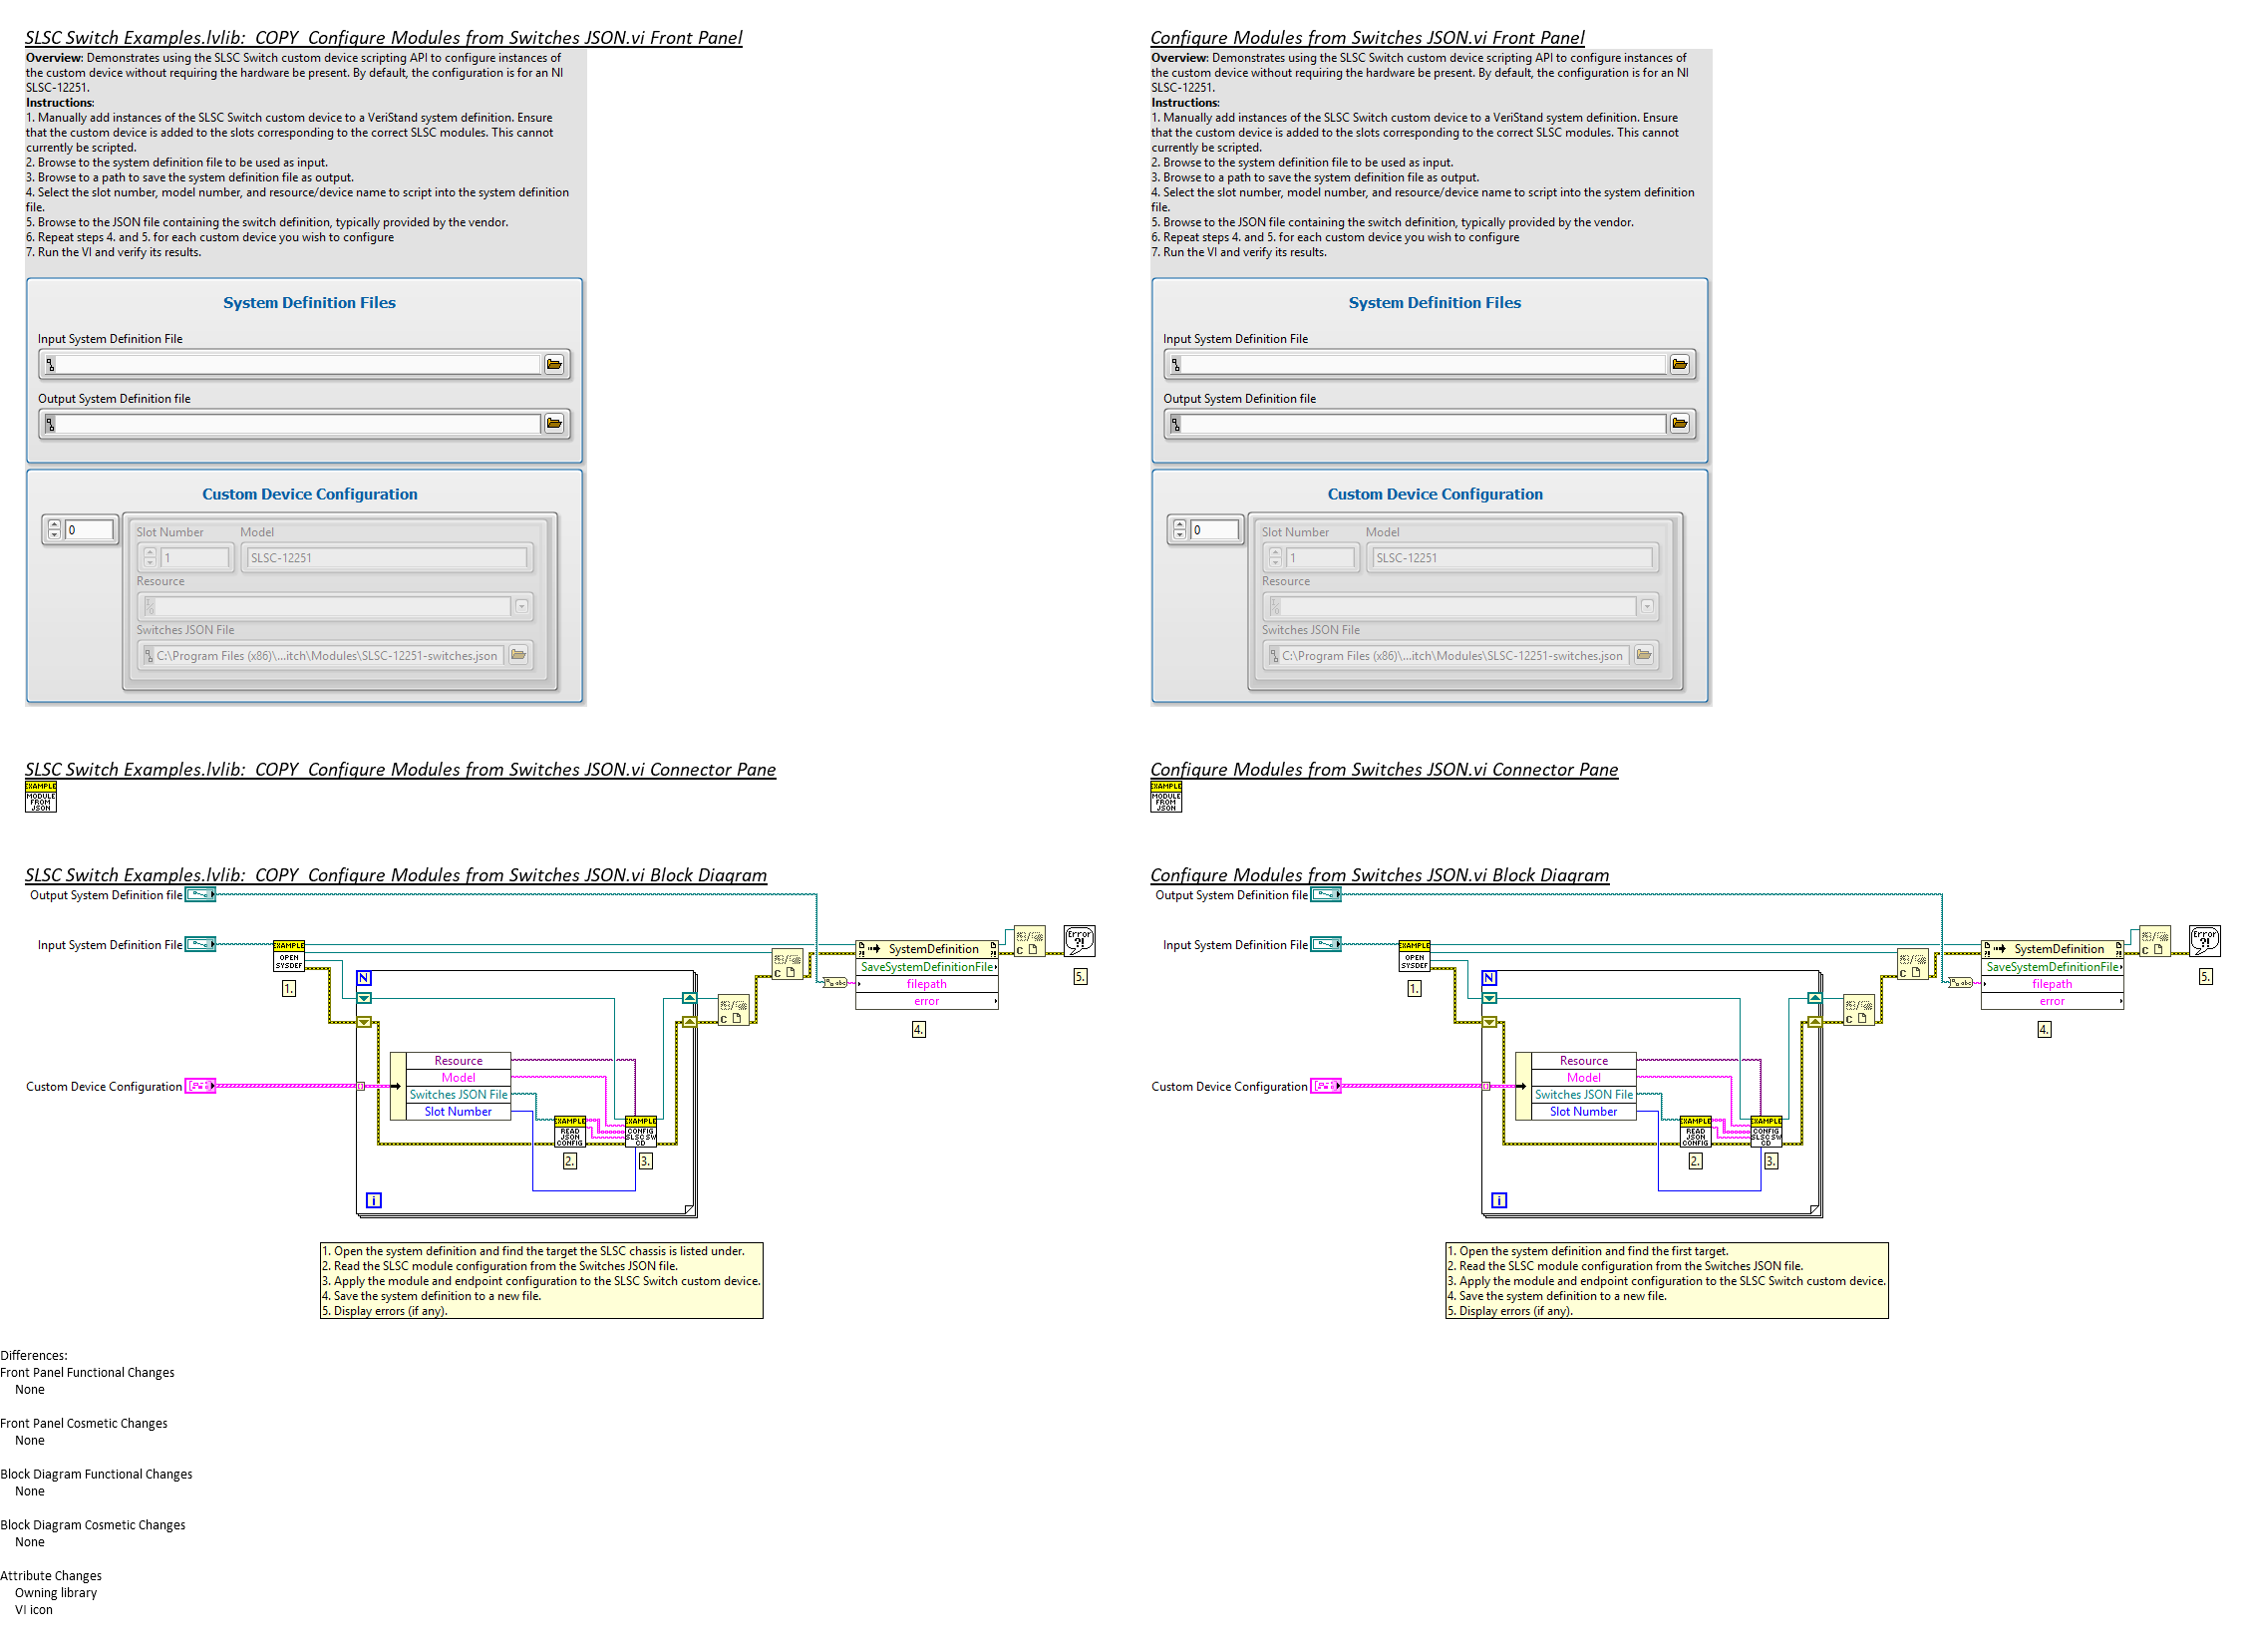 SLSC Switch Examples.lvlib:  COPY  Configure Modules from Switches JSON.vi Front Panel
Overview: Demonstrates using the SLSC Switch custom device scripting API to configure instances of
the custom device without requiring the hardware be present. By default, the configuration is for an NI
SLSC-12251.
Instructions:
1. Manually add instances of the SLSC Switch custom device to a VeriStand system definition. Ensure
that the custom device is added to the slots corresponding to the correct SLSC modules. This cannot
currently be scripted.
2. Browse to the system definition file to be used as input.
3. Browse to a path to save the system definition file as output.
4. Select the slot number, model number, and resource/device name to script into the system definition
file.
5. Browse to the JSON file containing the switch definition, typically provided by the vendor.
6. Repeat steps 4. and 5. for each custom device you wish to configure
7. Run the VI and verify its results.
System Definition Files
Input System Definition File
Output System Definition file
Custom Device Configuration
0
Slot Number Model
1 SLSC-12251
Resource
Switches JSON File
C:\Program Files (x86)\...itch\Modules\SLSC-12251-switches.json
Configure Modules from Switches JSON.vi Front Panel
Overview: Demonstrates using the SLSC Switch custom device scripting API to configure instances of
the custom device without requiring the hardware be present. By default, the configuration is for an NI
SLSC-12251.
Instructions:
1. Manually add instances of the SLSC Switch custom device to a VeriStand system definition. Ensure
that the custom device is added to the slots corresponding to the correct SLSC modules. This cannot
currently be scripted.
2. Browse to the system definition file to be used as input.
3. Browse to a path to save the system definition file as output.
4. Select the slot number, model number, and resource/device name to script into the system definition
file.
5. Browse to the JSON file containing the switch definition, typically provided by the vendor.
6. Repeat steps 4. and 5. for each custom device you wish to configure
7. Run the VI and verify its results.
System Definition Files
Input System Definition File
Output System Definition file
Custom Device Configuration
0
Slot Number Model
1 SLSC-12251
Resource
Switches JSON File
C:\Program Files (x86)\...itch\Modules\SLSC-12251-switches.json
SLSC Switch Examples.lvlib:  COPY  Configure Modules from Switches JSON.vi Connector Pane
EXAMPLE
MODULE
FROM
JSON
Configure Modules from Switches JSON.vi Connector Pane
EXAMPLE
MODULE
FROM
JSON
SLSC Switch Examples.lvlib:  COPY  Configure Modules from Switches JSON.vi Block Diagram
Output System Definition file
Input System Definition File
EXAMPLE
OPEN
SYSDEF
1.
N
SystemDefinition
SaveSystemDefinitionFile
filepath
error
4.
Error
?!
5.
Custom Device Configuration
Resource
Model
Switches JSON File
Slot Number
EXAMPLE
READ
JSON
CONFIG
2.
EXAMPLE
CONFIG
SLSC SW
CD
3.
i
1. Open the system definition and find the target the SLSC chassis is listed under.
2. Read the SLSC module configuration from the Switches JSON file.
3. Apply the module and endpoint configuration to the SLSC Switch custom device.
4. Save the system definition to a new file.
5. Display errors (if any).
Configure Modules from Switches JSON.vi Block Diagram
Output System Definition file
Input System Definition File
EXAMPLE
OPEN
SYSDEF
1.
N
SystemDefinition
SaveSystemDefinitionFile
filepath
error
4.
Error
?!
5.
Custom Device Configuration
Resource
Model
Switches JSON File
Slot Number
EXAMPLE
READ
JSON
CONFIG
2.
EXAMPLE
CONFIG
SLSC SW
CD
3.
i
1. Open the system definition and find the first target.
2. Read the SLSC module configuration from the Switches JSON file.
3. Apply the module and endpoint configuration to the SLSC Switch custom device.
4. Save the system definition to a new file.
5. Display errors (if any).
Differences:
Front Panel Functional Changes
None
Front Panel Cosmetic Changes
None
Block Diagram Functional Changes
None
Block Diagram Cosmetic Changes
None
Attribute Changes
Owning library
VI icon